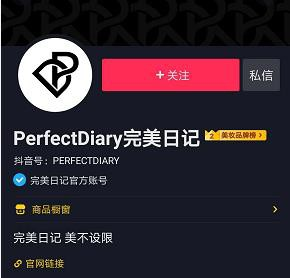 + 关注
私信
PerfectDiary完美日记
2 美妆品牌榜 >
抖音号：PERFECTDIARY
完美日记官方账号
商品橱窗 >
完美日记 美不设限
官网链接